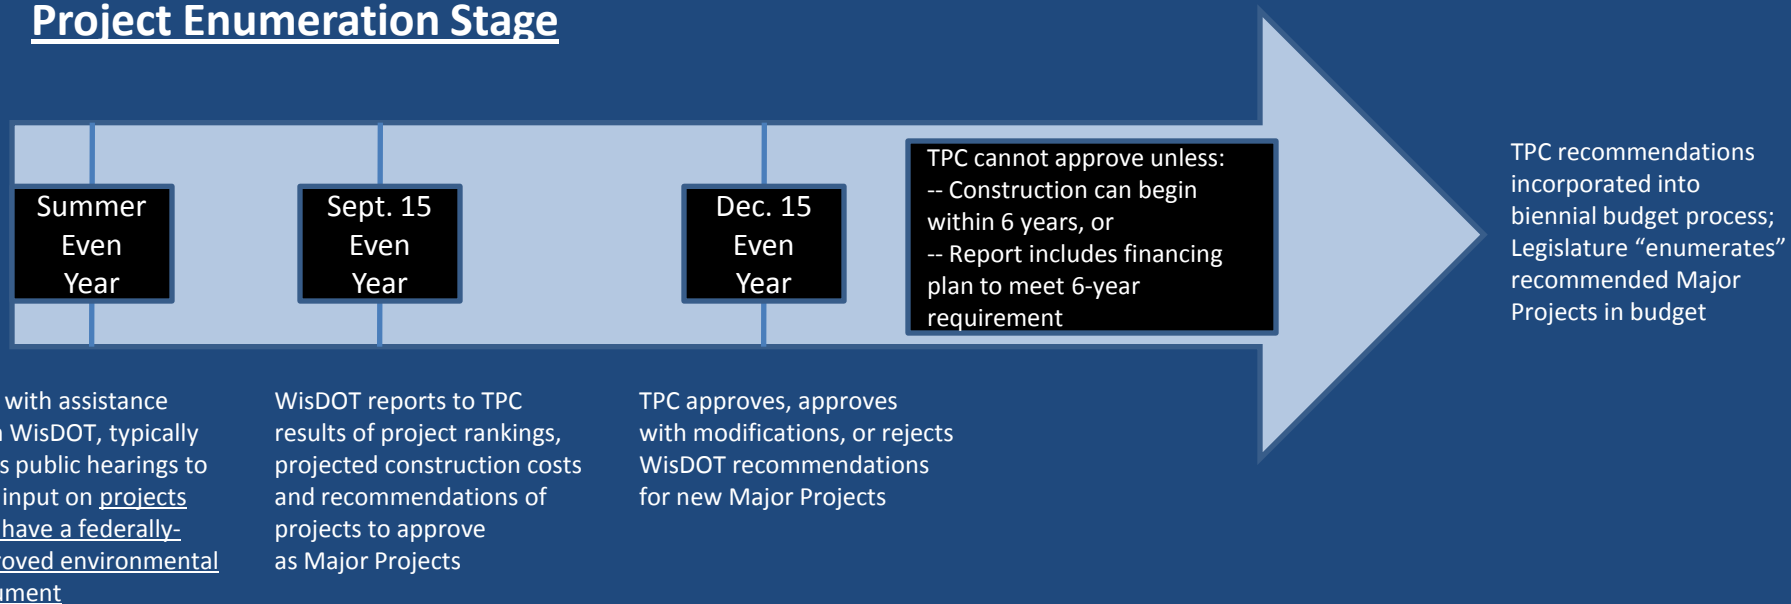 Project Enumeration Stage
Summer
Even
Year
Sept. 15
Even
Year
Dec. 15
Even
Year
TPC cannot approve unless:
-- Construction can begin
within 6 years, or
-- Report includes financing
plan to meet 6-year
requirement
TPC recommendations
incorporated into
biennial budget process;
Legislature “enumerates”
recommended Major
Projects in budget
with assistance
WisDOT, typically
public hearings to
input on projects
have a federally-
environmental
WisDOT reports to TPC
results of project rankings,
projected construction costs
and recommendations of
projects to approve
as Major Projects
TPC approves, approves
with modifications, or rejects
WisDOT recommendations
for new Major Projects